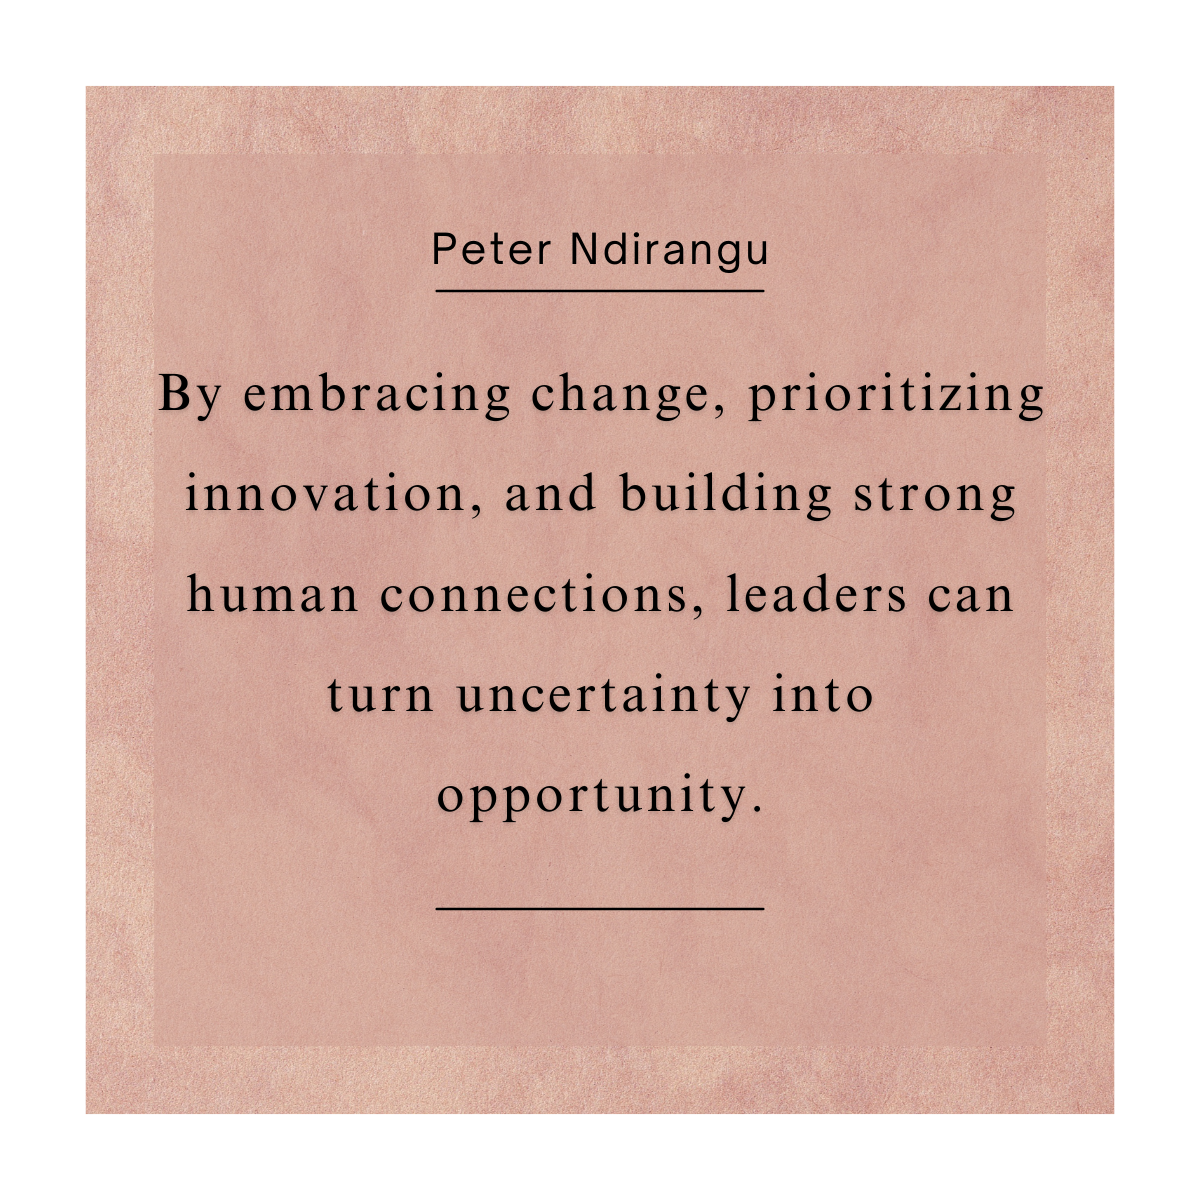 Peter Ndirangu
By embracing change, prioritizing
innovation, and building strong
human connections, leaders can
turn uncertainty into
opportunity.